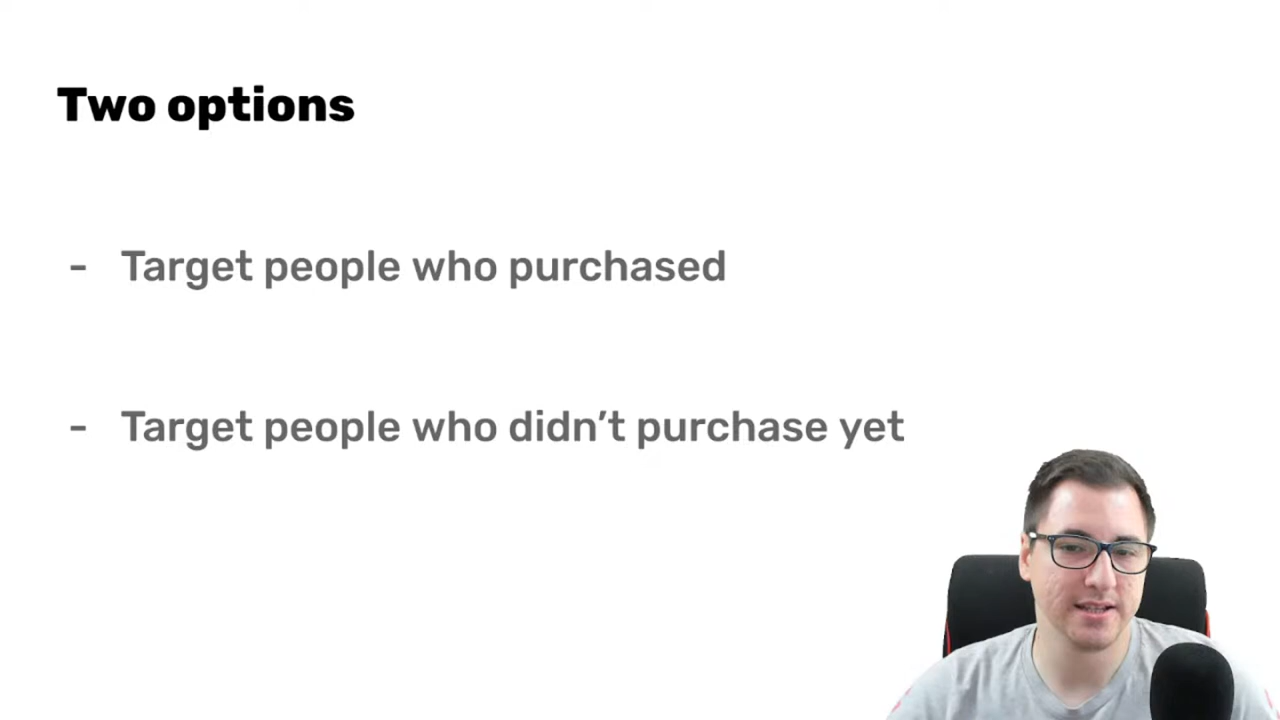 Two options
- Target people who purchased
- Target people who didn’t purchase yet